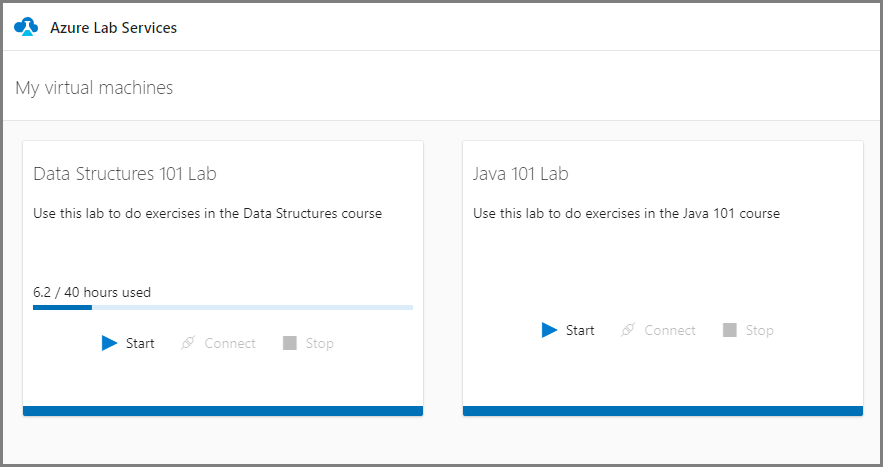 Azure Lab Services
My virtual machines
Data Structures 101 Lab
Use this lab to do exercises in the Data Structures course
6.2 / 40 hours used
Start Connect Stop
Java 101 Lab
Use this lab to do exercises in the Java 101 course
Start Connect Stop